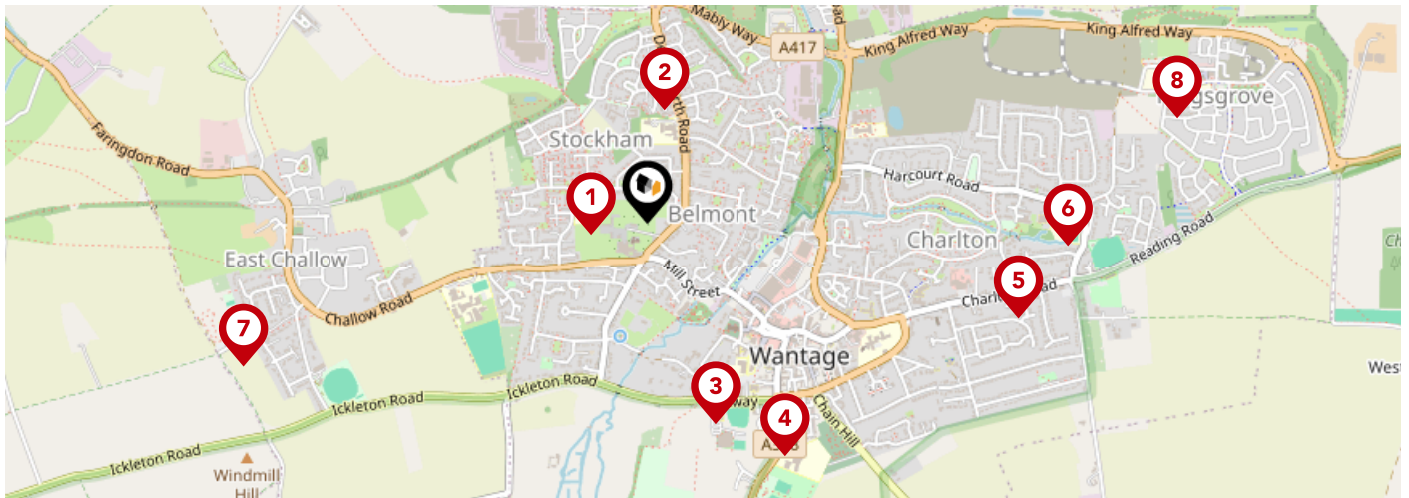 Mably Way
A417
King Alfred Way
King Alfred Way
2
8
Faringdon Road
Stockham
1
Belmont
Harcourt Road
6
Charlton
Reading Road
East Challow
Mill Street
5
7
Challow Road
Wantage
West
3
Ickleton Road
Ickleton Road
4
Chain Hill
Ickleton Road
Windmill
Hill